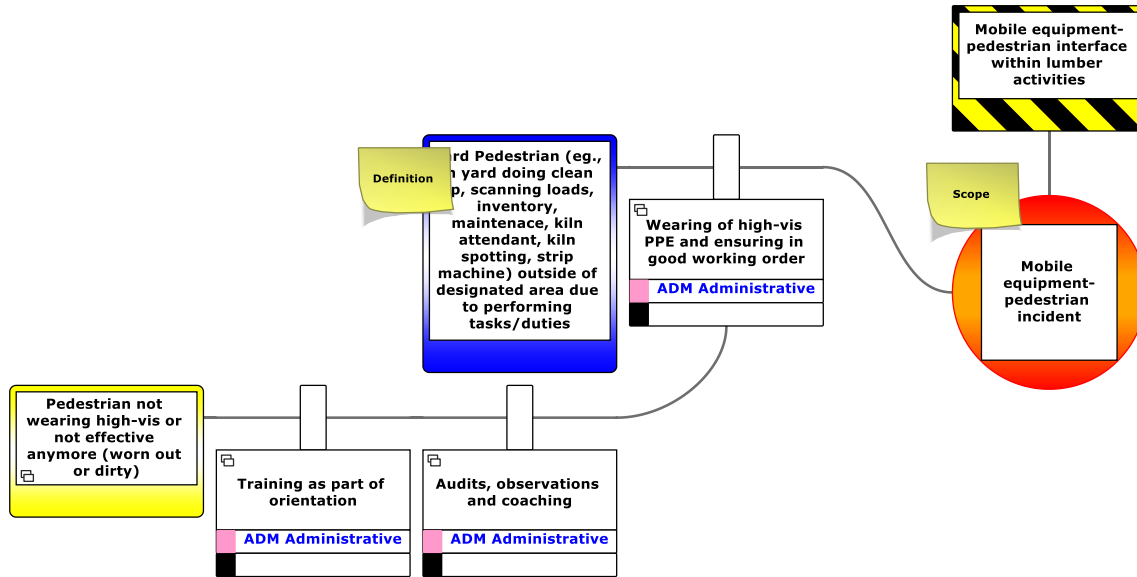 Mobile equipment-
pedestrian interface
within lumber
activities
Definition
ard Pedestrian (eg.,
n yard doing clean
p, scanning loads,
inventory,
maintenace, kiln
attendant, kiln
spotting, strip
machine) outside of
designated area due
to performing
tasks/duties
Wearing of high-vis
PPE and ensuring in
good working order
ADM Administrative
Scope
Mobile
equipment-
pedestrian
incident
Pedestrian not
wearing high-vis or
not effective
anymore (worn out
or dirty)
Training as part of
orientation
ADM Administrative
Audits, observations
and coaching
ADM Administrative